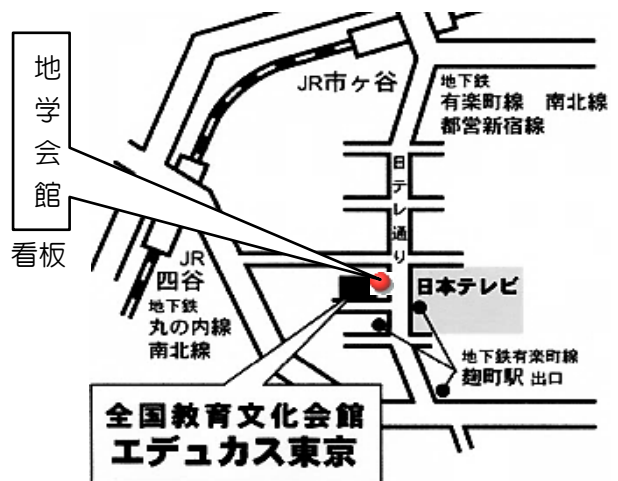 地学会館
看板
JR市ヶ谷
地下鉄
有楽町線 南北線
都営新宿線
日テレ通り
JR
四谷
地下鉄
丸の内線
南北線
日本テレビ
地下鉄有楽町線
麹町駅 出口
全国教育文化会館
エデュカス東京